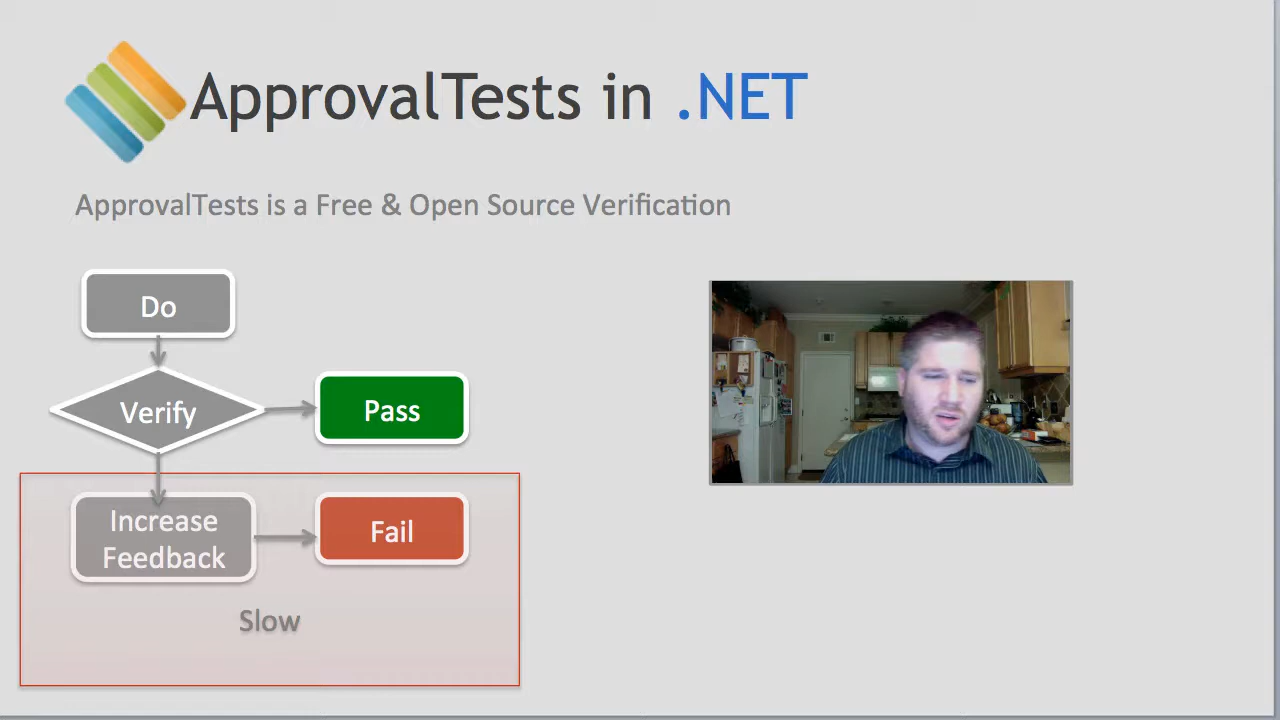 ApprovalTests in .NET
ApprovalTests is a Free & Open Source Verification
Do
Verify
Pass
Increase
Feedback
Fail
Slow